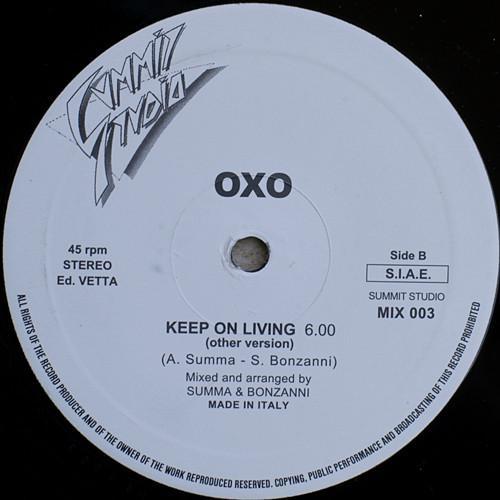 SUMMIT
STUDIO
OXO
45 rpm
STEREO
Ed. VETTA
Side B
S.I.A.E.
SUMMIT STUDIO
MIX 003
KEEP ON LIVING 6.00
(other version)
(A. Summa - S. Bonzanni)
Mixed and arranged by
SUMMA & BONZANNI
MADE IN ITALY
ALL RIGHTS OF THE RECORD PRODUCER AND OF THE OWNER OF THE WORK REPRODUCED RESERVED. COPYING, PUBLIC PERFORMANCE AND BROADCASTING OF THIS RECORD PROHIBITED